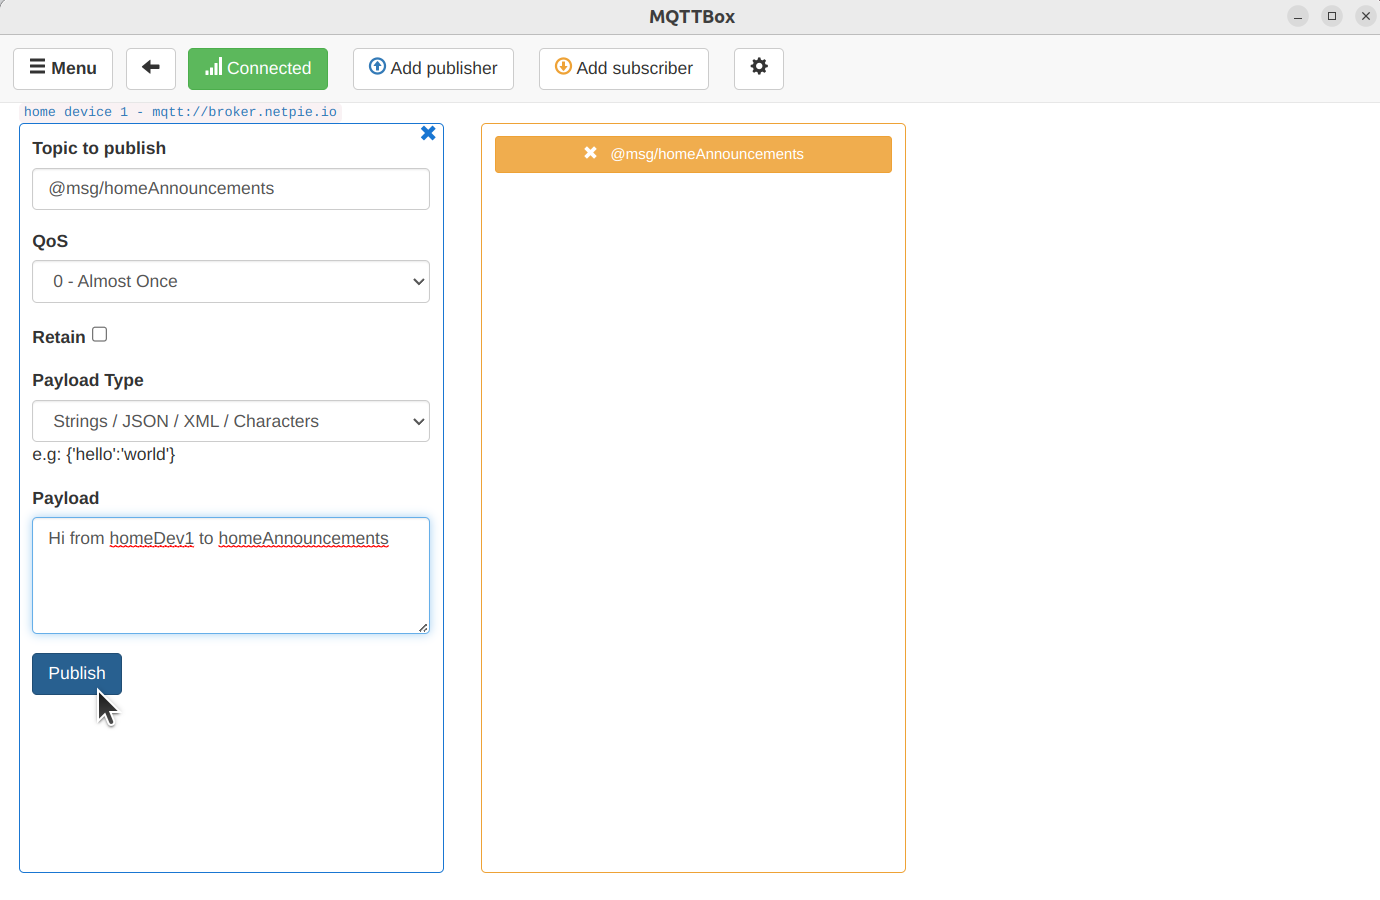 MQTTBox
Menu
Connected
Add publisher
Add subscriber
home device 1 - mqtt://broker.netpie.io
Topic to publish
@msg/homeAnnouncements
QoS
0 - Almost Once
Retain
Payload Type
Strings / JSON / XML / Characters
e.g: {'hello':'world'}
Payload
Hi from homeDev1 to homeAnnouncements
Publish
@msg/homeAnnouncements